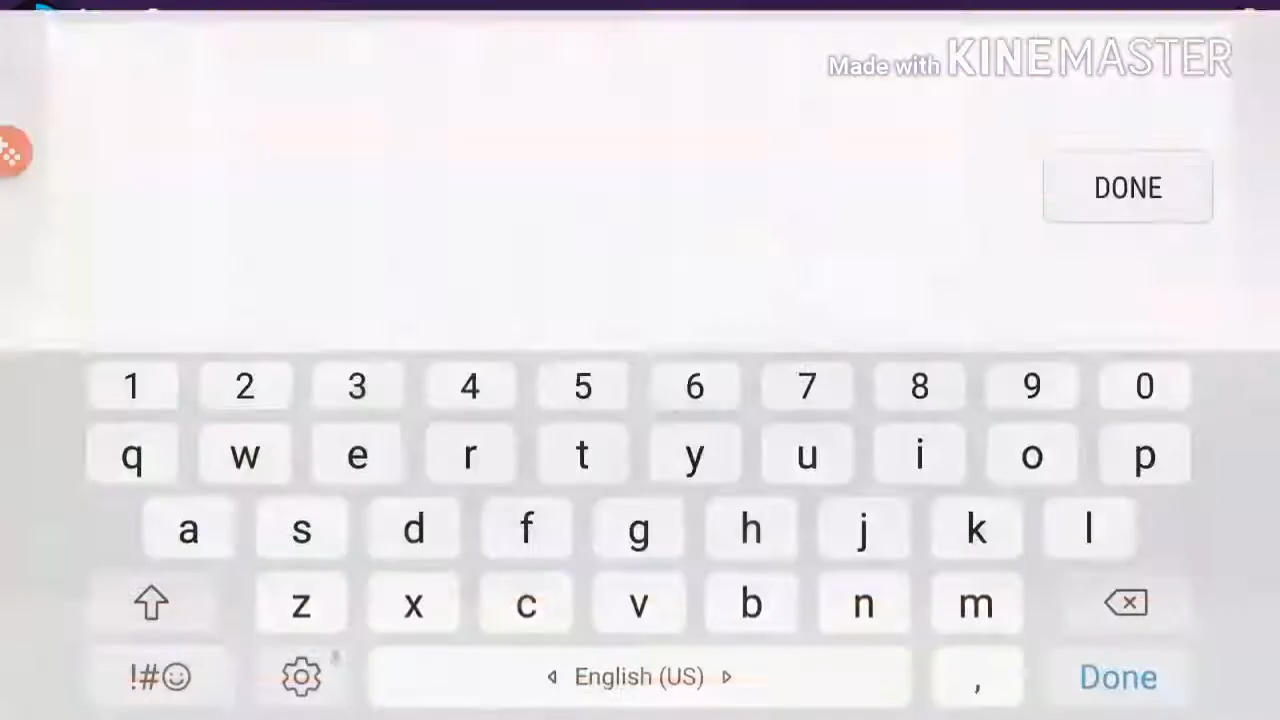 Made with KINEMASTER
DONE
1 2 3 4 5 6 7 8 9 0
q w e r t y u i o p
a s d f g h j k l
z x c v b n m
!#☺ English (US) , Done